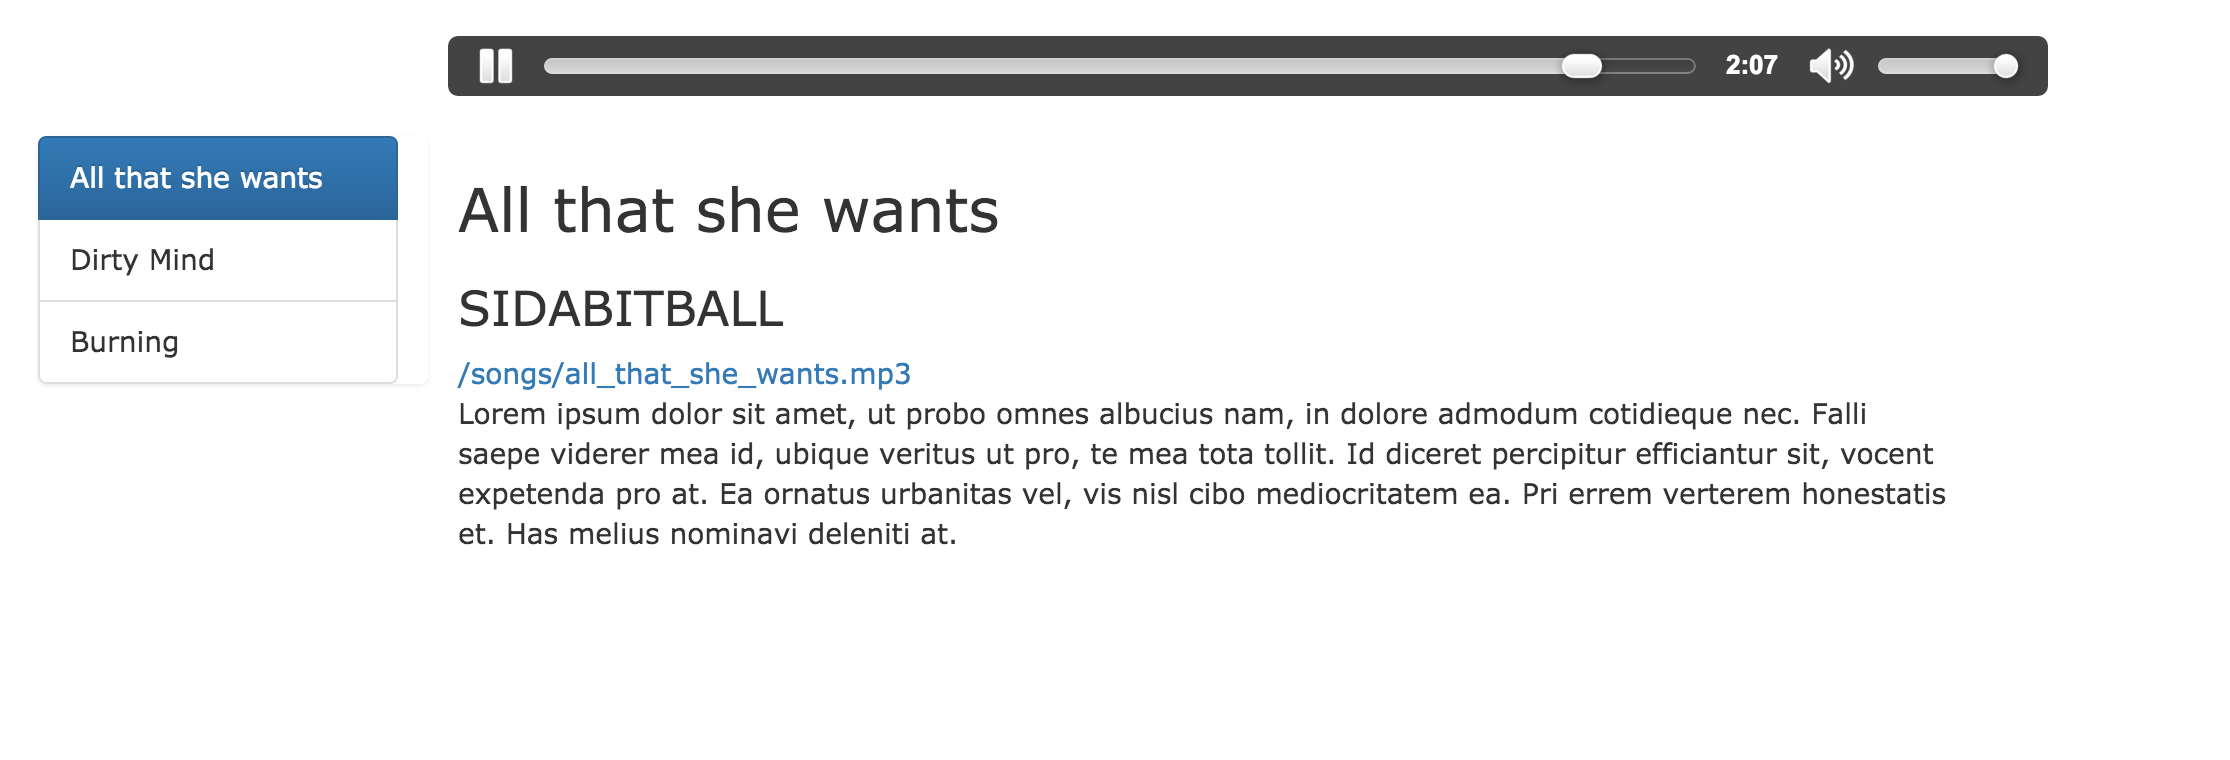 2:07
All that she wants
Dirty Mind
Burning
All that she wants
SIDABITBALL
/songs/all_that_she_wants.mp3
Lorem ipsum dolor sit amet, ut probo omnes albucius nam, in dolore admodum cotidieque nec. Falli
saepe viderer mea id, ubique veritus ut pro, te mea tota tollit. Id diceret percipitur efficiantur sit, vocent
expetenda pro at. Ea ornatus urbanitas vel, vis nisl cibo mediocritatem ea. Pri errem verterem honestatis
et. Has melius nominavi deleniti at.